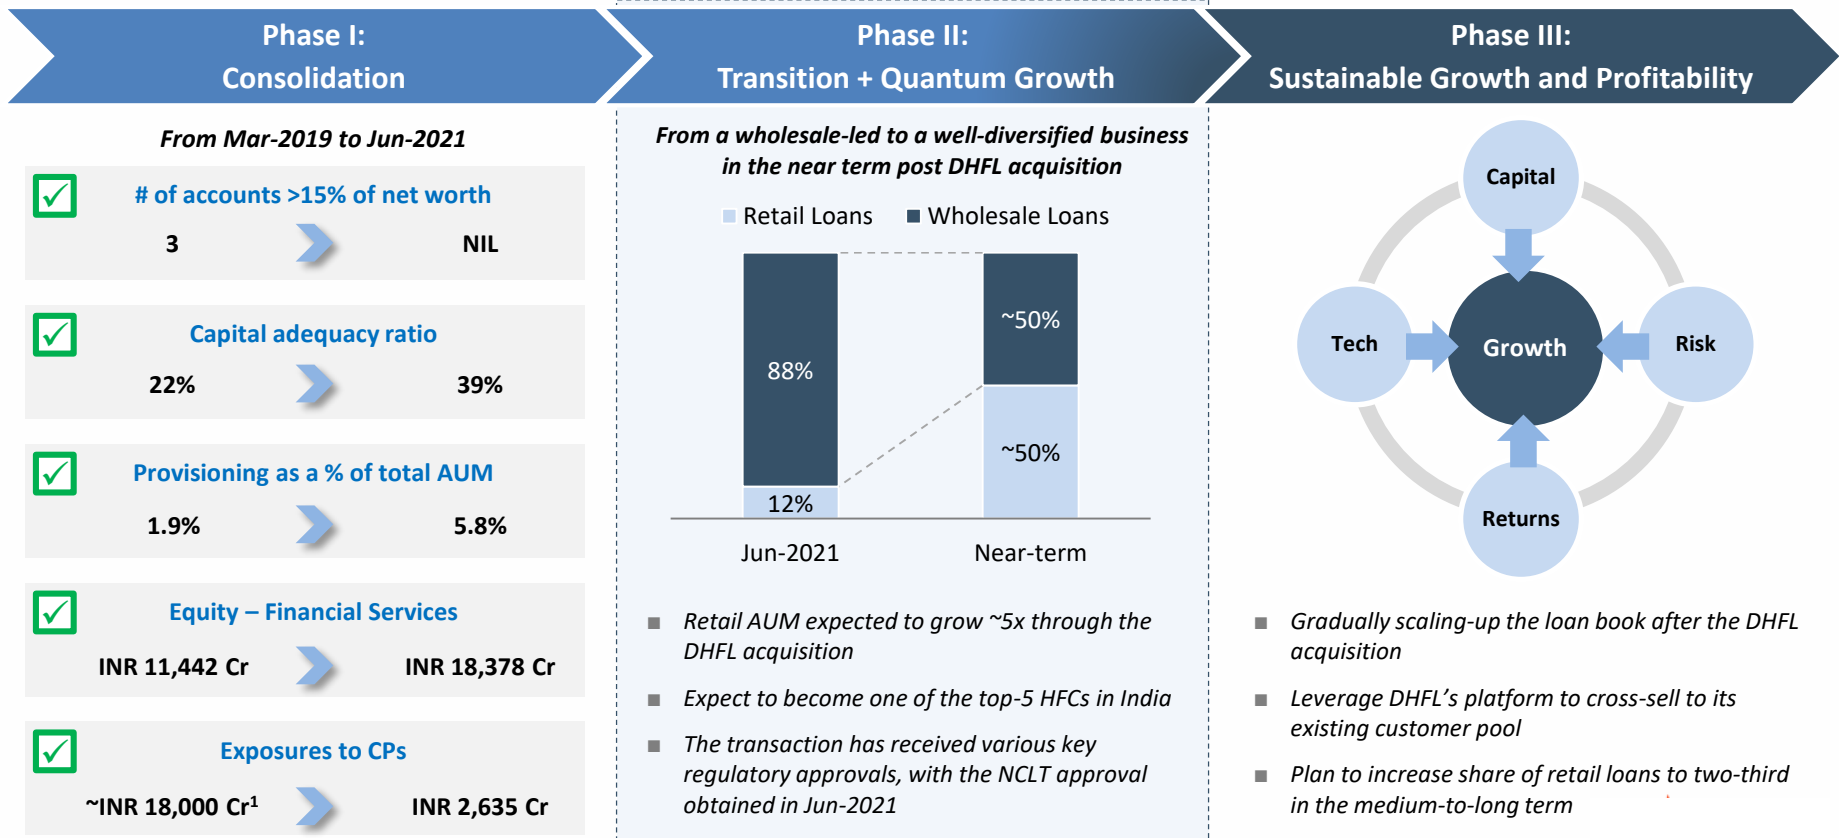 Phase I:
Consolidation
From Mar-2019 to Jun-2021
# of accounts >15% of net worth
3 NIL
Capital adequacy ratio
22% 39%
Provisioning as a % of total AUM
1.9% 5.8%
Equity – Financial Services
INR 11,442 Cr INR 18,378 Cr
Exposures to CPs
~INR 18,000 Cr¹ INR 2,635 Cr
Phase II:
Transition + Quantum Growth
From a wholesale-led to a well-diversified business
in the near term post DHFL acquisition
Retail Loans Wholesale Loans
~50%
88%
~50%
12%
Jun-2021 Near-term
■ Retail AUM expected to grow ~5x through the
DHFL acquisition
■ Expect to become one of the top-5 HFCs in India
■ The transaction has received various key
regulatory approvals, with the NCLT approval
obtained in Jun-2021
Phase III:
Sustainable Growth and Profitability
Capital
Tech Growth Risk
Returns
■ Gradually scaling-up the loan book after the DHFL
acquisition
■ Leverage DHFL's platform to cross-sell to its
existing customer pool
■ Plan to increase share of retail loans to two-third
in the medium-to-long term